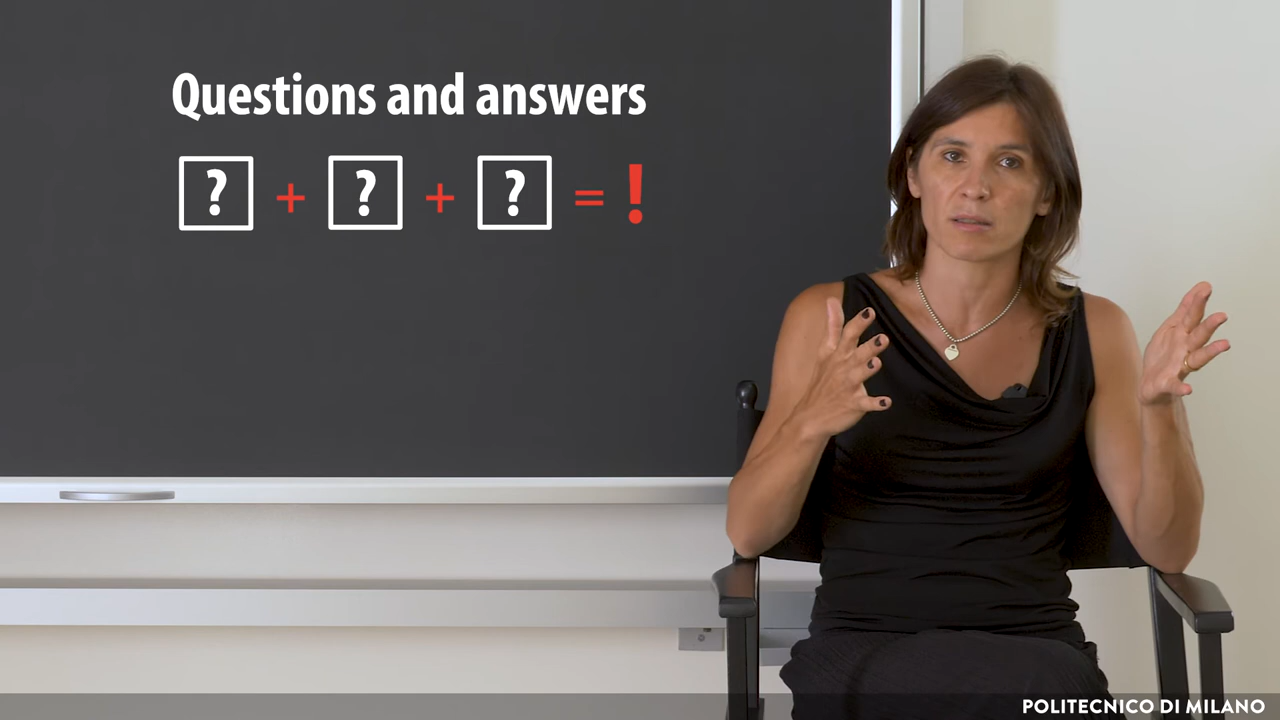 Questions and answers
? + ? + ? = !
POLITECNICO DI MILANO